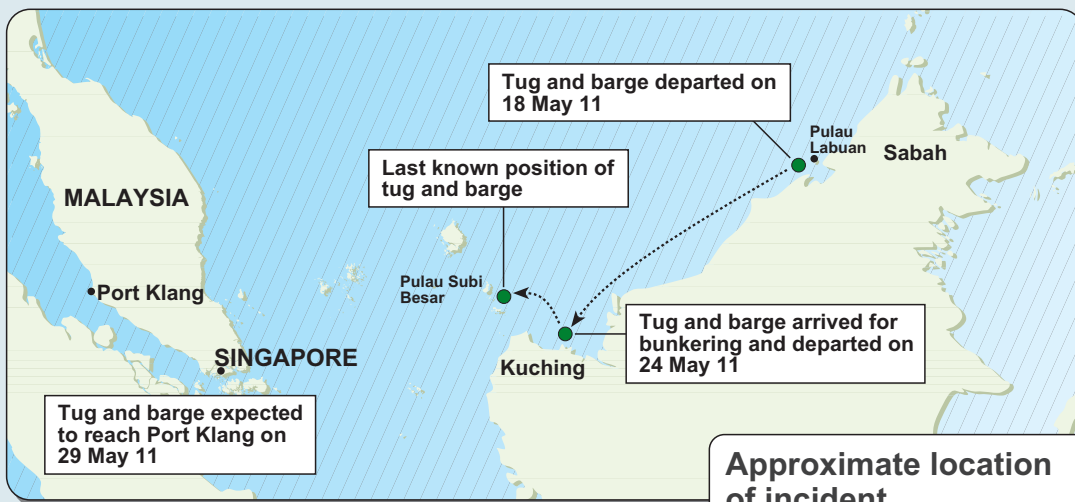 Tug and barge departed on
18 May 11
Pulau
Labuan
Sabah
Last known position of
tug and barge
MALAYSIA
Pulau Subi
Besar
Port Klang
Tug and barge arrived for
bunkering and departed on
24 May 11
SINGAPORE
Kuching
Tug and barge expected
to reach Port Klang on
29 May 11
Approximate location
of incident